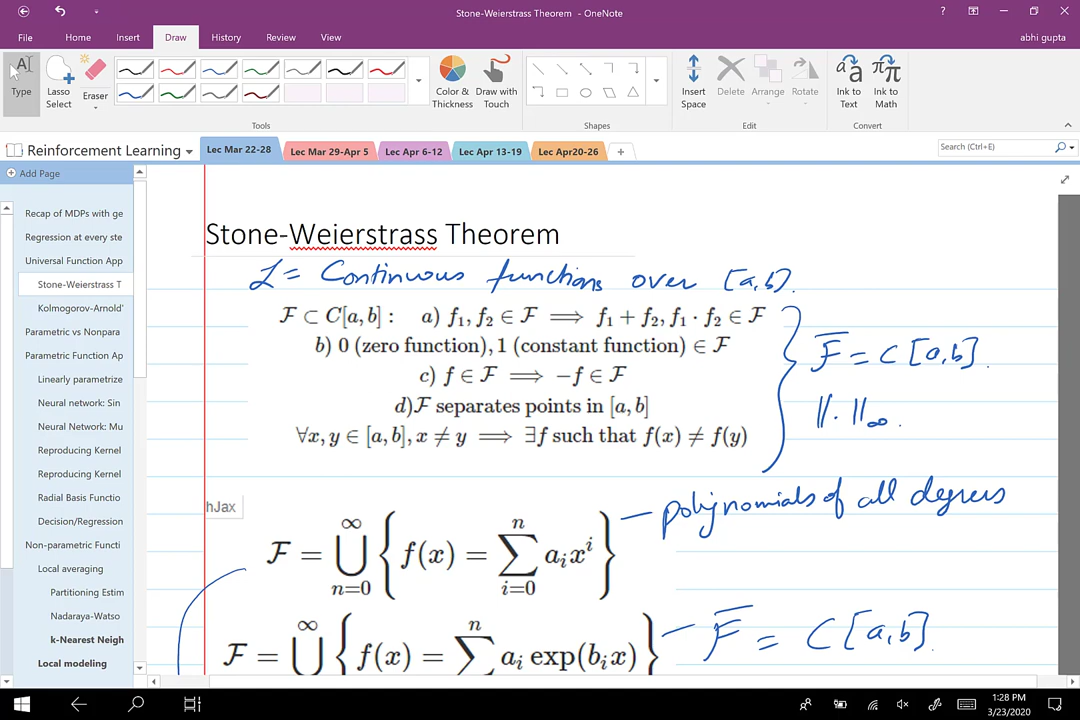 Stone-Weierstrass Theorem - OneNote
?
File Home Insert Draw History Review View
abhi gupta
Type
Lasso Select
Eraser
Color & Thickness
Draw with Touch
Insert Space
Delete
Arrange
Rotate
Ink to Text
Ink to Math
Tools
Shapes
Edit
Convert
Reinforcement Learning
Lec Mar 22-28
Lec Mar 29-Apr 5
Lec Apr 6-12
Lec Apr 13-19
Lec Apr20-26
+
Search (Ctrl+E)
Add Page
Recap of MDPs with ge
Regression at every ste
Universal Function App
Stone-Weierstrass T
Kolmogorov-Arnold'
Parametric vs Nonpara
Parametric Function Ap
Linearly parametrize
Neural network: Sin
Neural Network: Mu
Reproducing Kernel
Reproducing Kernel
Radial Basis Functio
Decision/Regression
Non-parametric Functi
Local averaging
Partitioning Estim
Nadaraya-Watso
k-Nearest Neigh
Local modeling
Stone-Weierstrass Theorem
ℒ = Continuous functions over [a,b].
ℱ ⊂ C[a, b] : a) f₁, f₂ ∈ ℱ ⟹ f₁ + f₂, f₁ · f₂ ∈ ℱ
b) 0 (zero function), 1 (constant function) ∈ ℱ
c) f ∈ ℱ ⟹ −f ∈ ℱ
d)ℱ separates points in [a, b]
∀x, y ∈ [a, b], x ≠ y ⟹ ∃f such that f(x) ≠ f(y)
ℱ̅ = C[a,b].
‖·‖∞.
hJax
ℱ = ⋃_{n=0}^{∞} { f(x) = ∑_{i=0}^{n} aᵢxⁱ } — polynomials of all degrees
ℱ = ⋃^{∞} { f(x) = ∑^{n} aᵢ exp(bᵢx) } — ℱ̅ = C[a,b].
1:28 PM
3/23/2020